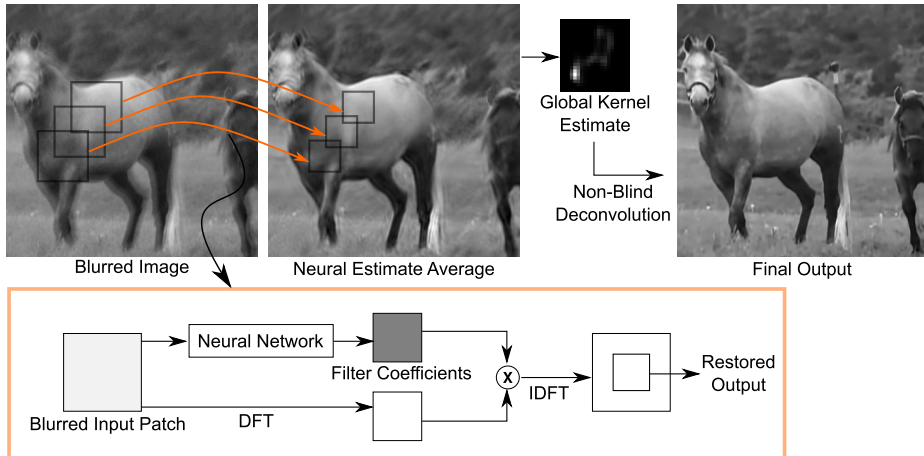 Global Kernel
Estimate
Non-Blind
Deconvolution
Blurred Image
Neural Estimate Average
Final Output
Neural Network
Filter Coefficients
X
IDFT
Restored
Output
Blurred Input Patch
DFT